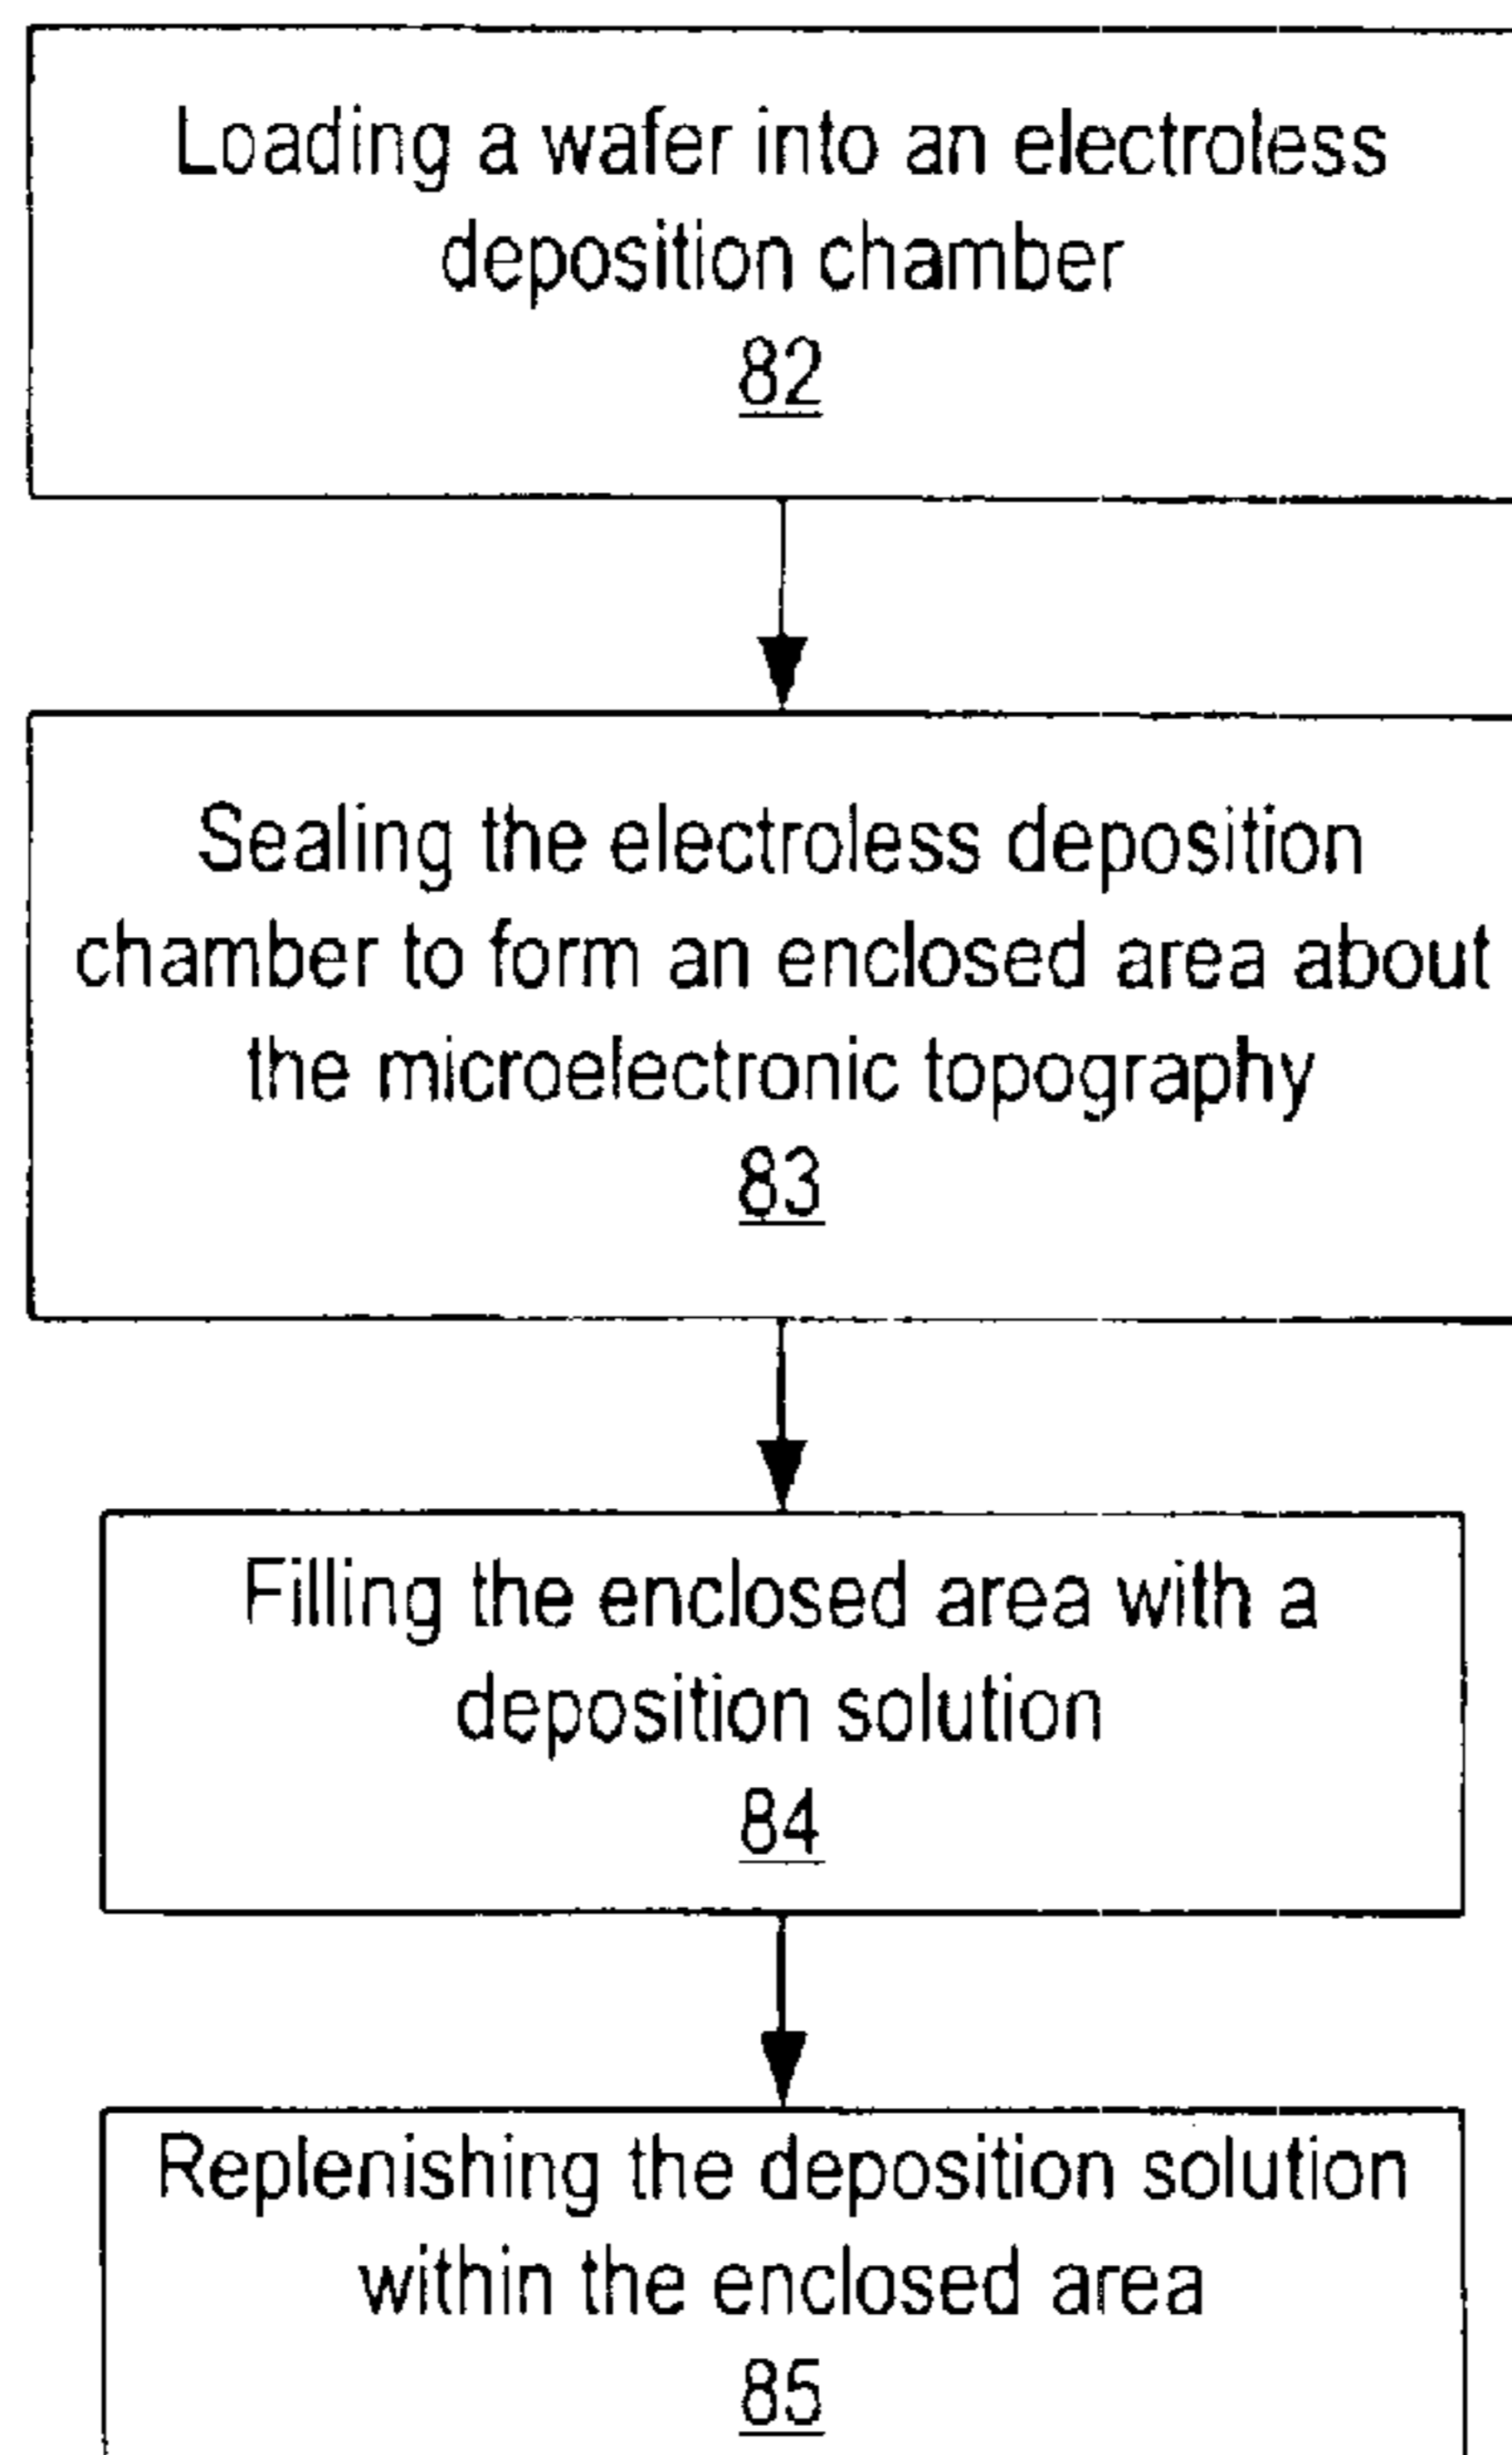 Loading a wafer into an electroless
deposition chamber
82
Sealing the electroless deposition
chamber to form an enclosed area about
the microelectronic topography
83
Filling the enclosed area with a
deposition solution
84
Replenishing the deposition solution
within the enclosed area
85